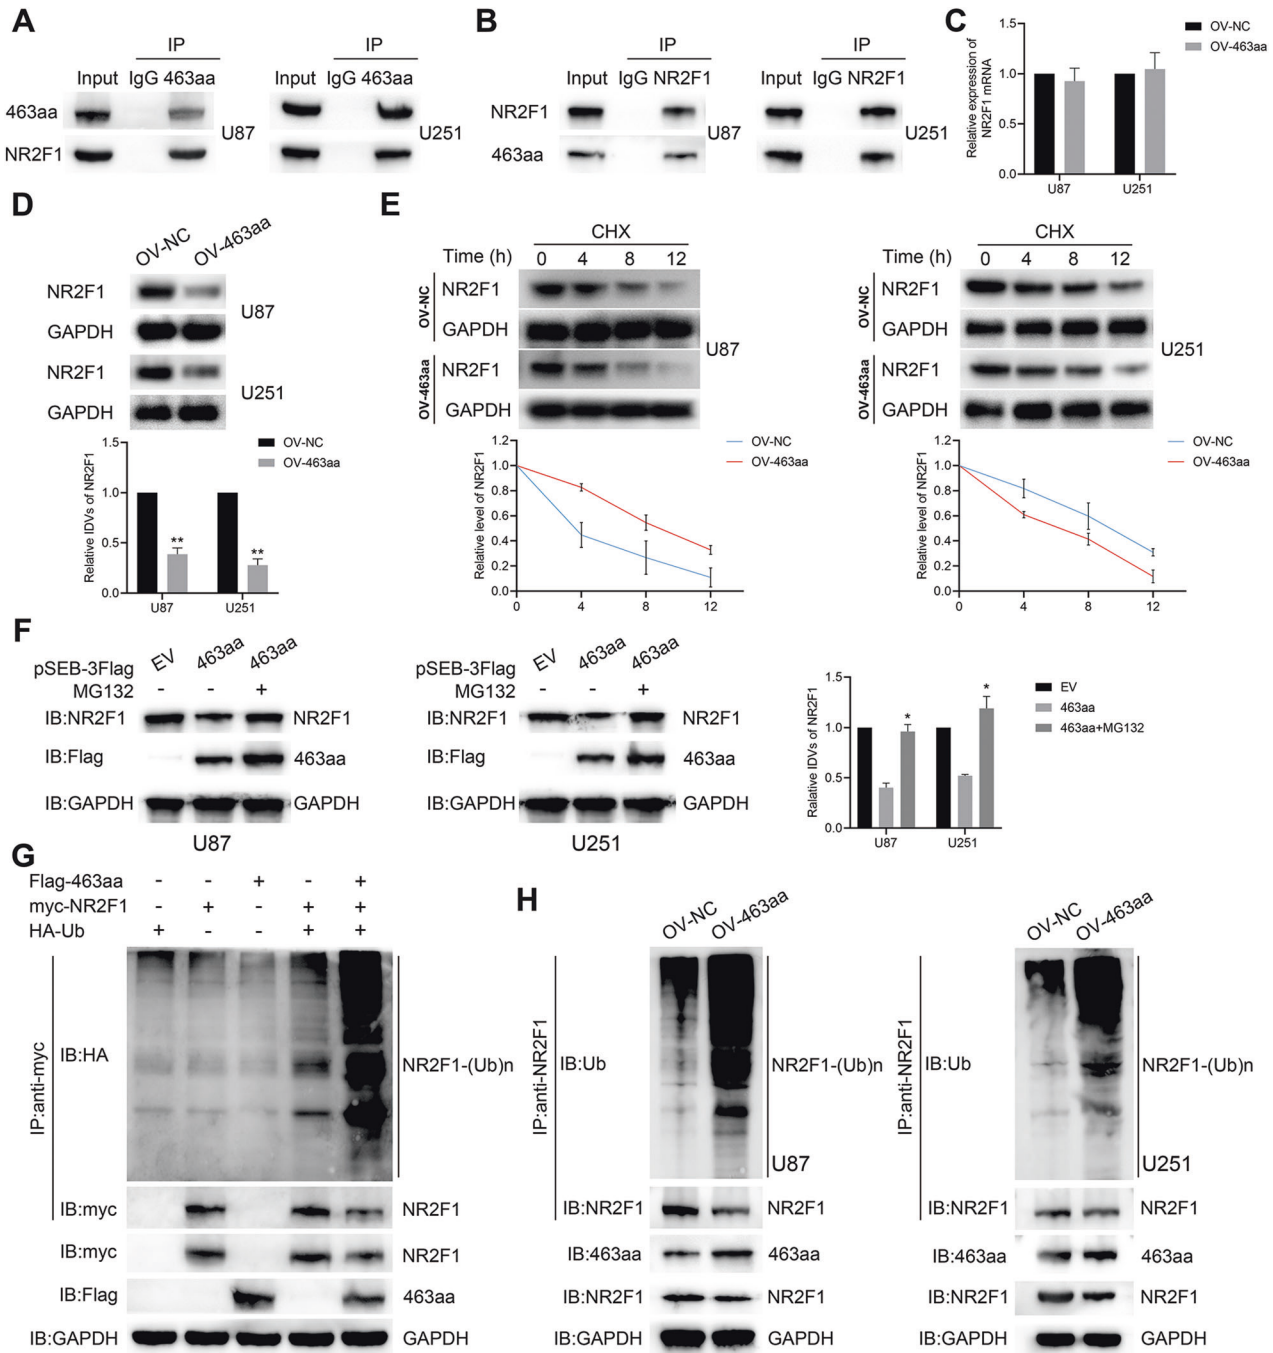 A
IP
Input IgG 463aa
463aa
NR2F1
U87
IP
Input IgG 463aa
U251
B
IP
Input IgG NR2F1
NR2F1
463aa
U87
IP
Input IgG NR2F1
U251
C
Relative expression of
NR2F1 mRNA
1.5
1.0
0.5
0.0
U87 U251
OV-NC
OV-463aa
D
OV-NC OV-463aa
NR2F1
GAPDH
U87
NR2F1
GAPDH
U251
Relative IDVs of NR2F1
1.5
1.0
0.5
0.0
** **
U87 U251
OV-NC
OV-463aa
E
CHX
Time (h) 0 4 8 12
OV-NC
NR2F1
GAPDH
OV-463aa
NR2F1
GAPDH
U87
Relative level of NR2F1
1.2
1.0
0.8
0.6
0.4
0.2
0.0
0 4 8 12
OV-NC
OV-463aa
CHX
Time (h) 0 4 8 12
OV-NC
NR2F1
GAPDH
OV-463aa
NR2F1
GAPDH
U251
Relative level of NR2F1
1.2
1.0
0.8
0.6
0.4
0.2
0.0
0 4 8 12
OV-NC
OV-463aa
F
pSEB-3Flag EV 463aa 463aa
MG132 - - +
IB:NR2F1 NR2F1
IB:Flag 463aa
IB:GAPDH GAPDH
U87
pSEB-3Flag EV 463aa 463aa
MG132 - - +
IB:NR2F1 NR2F1
IB:Flag 463aa
IB:GAPDH GAPDH
U251
Ralative IDVs of NR2F1
1.5
1.0
0.5
0.0
* *
U87 U251
EV
463aa
463aa+MG132
G
Flag-463aa - - + - +
myc-NR2F1 - + - + +
HA-Ub + - - + +
IP:anti-myc
IB:HA NR2F1-(Ub)n
IB:myc NR2F1
IB:myc NR2F1
IB:Flag 463aa
IB:GAPDH GAPDH
H
OV-NC OV-463aa
IP:anti-NR2F1
IB:Ub NR2F1-(Ub)n
U87
IB:NR2F1 NR2F1
IB:463aa 463aa
IB:NR2F1 NR2F1
IB:GAPDH GAPDH
OV-NC OV-463aa
IP:anti-NR2F1
IB:Ub NR2F1-(Ub)n
U251
IB:NR2F1 NR2F1
IB:463aa 463aa
IB:NR2F1 NR2F1
IB:GAPDH GAPDH